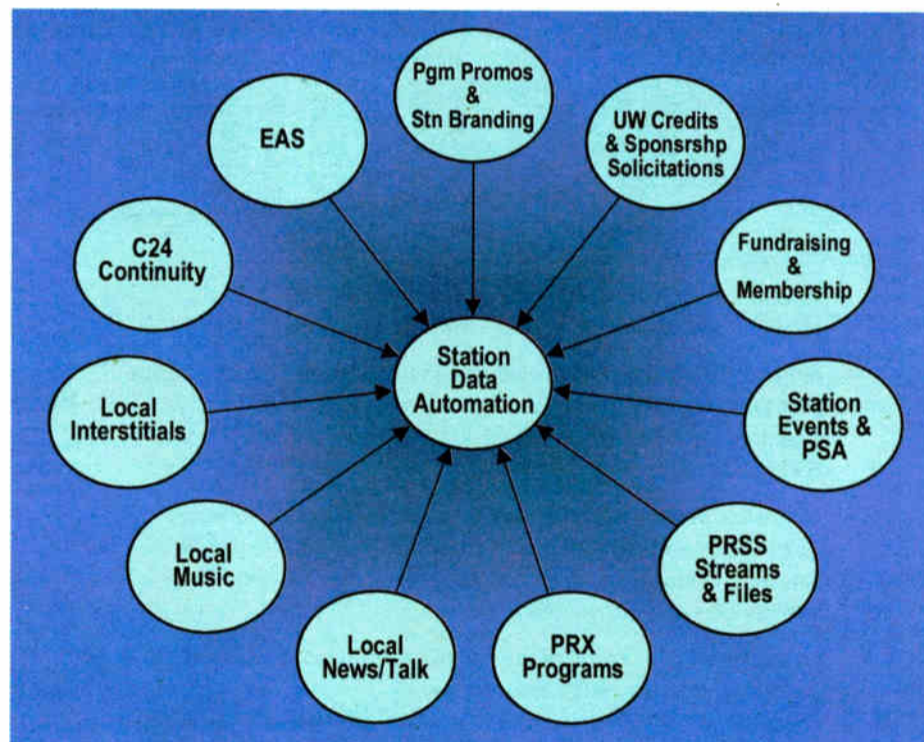 Pgm Promos
&
Stn Branding
EAS
UW Credits
& Sponsrshp
Solicitations
C24
Continuity
Fundraising
&
Membership
Station
Data
Automation
Local
Interstitials
Station
Events &
PSA
Local
Music
PRSS
Streams
& Files
Local
News/Talk
PRX
Programs